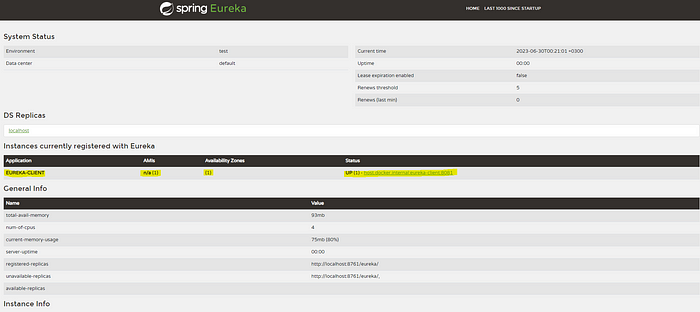 spring Eureka
HOME LAST 1000 SINCE STARTUP
System Status
Environment test
Data center default
Current time 2023-06-30T00:21:01 +0300
Uptime 00:00
Lease expiration enabled false
Renews threshold 5
Renews (last min) 0
DS Replicas
localhost
Instances currently registered with Eureka
Application AMIs Availability Zones Status
EUREKA-CLIENT n/a (1) (1) UP (1) - host.docker.internal:eureka-client:8081
General Info
Name Value
total-avail-memory 93mb
num-of-cpus 4
current-memory-usage 75mb (80%)
server-uptime 00:00
registered-replicas http://localhost:8761/eureka/
unavailable-replicas http://localhost:8761/eureka/,
available-replicas
Instance Info